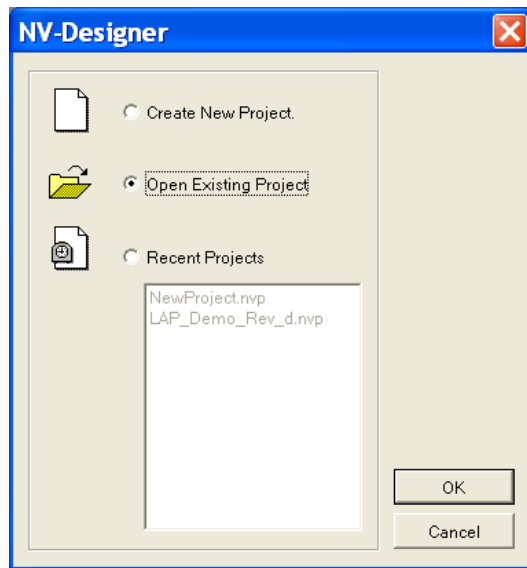 NV-Designer
Create New Project.
Open Existing Project
Recent Projects
NewProject.nvp
LAP_Demo_Rev_d.nvp
OK
Cancel